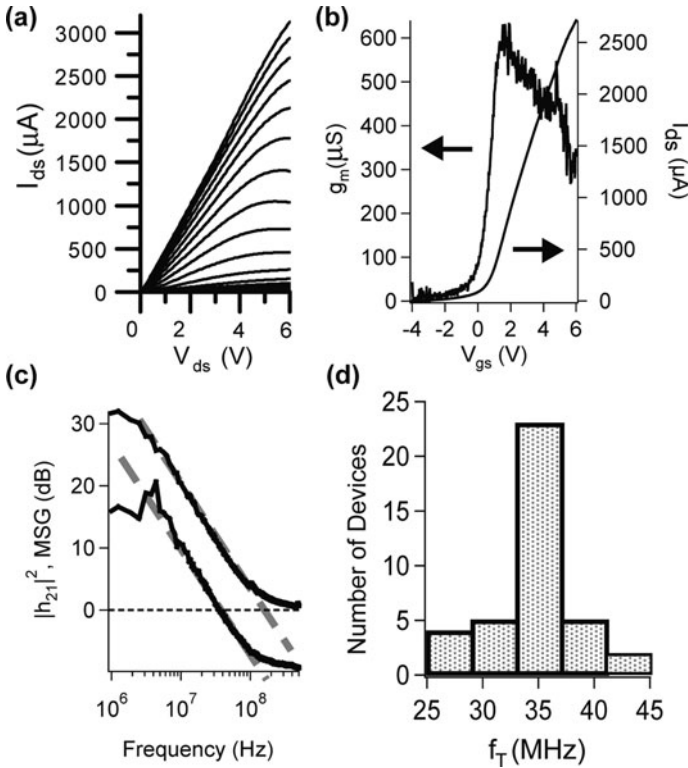 (a)
3000
2500
2000
1500
1000
500
0
I_ds(μA)
0 2 4 6
V_ds (V)
(b)
600
500
400
300
200
100
0
g_m(μS)
2500
2000
1500
1000
500
0
I_ds(μA)
-4 -2 0 2 4 6
V_gs (V)
(c)
30
20
10
0
|h_21|^2, MSG (dB)
10^6 10^7 10^8
Frequency (Hz)
(d)
25
20
15
10
5
0
Number of Devices
25 30 35 40 45
f_T(MHz)